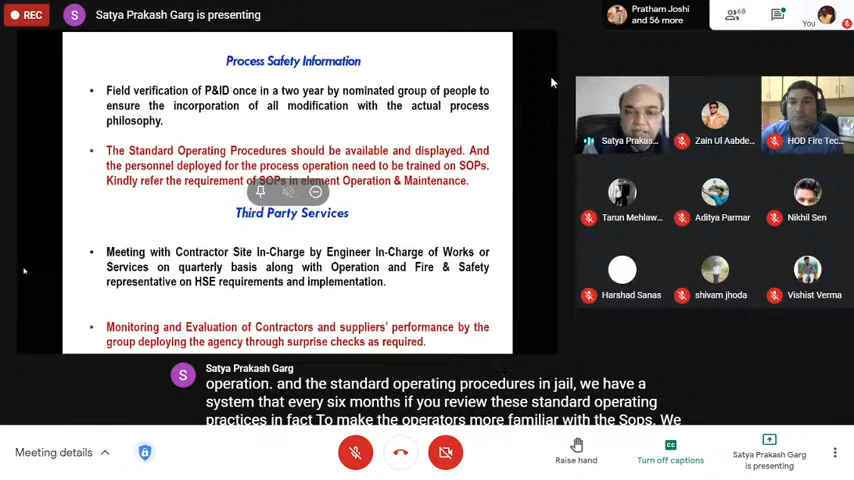 REC
S
Satya Prakash Garg is presenting
Pratham Joshi
and 56 more
68
You
Process Safety Information
• Field verification of P&ID once in a two year by nominated group of people to
ensure the incorporation of all modification with the actual process
philosophy.
• The Standard Operating Procedures should be available and displayed. And
the personnel deployed for the process operation need to be trained on SOPs.
Kindly refer the requirement of SOPs in element Operation & Maintenance.
Third Party Services
• Meeting with Contractor Site In-Charge by Engineer In-Charge of Works or
Services on quarterly basis along with Operation and Fire & Safety
representative on HSE requirements and implementation.
• Monitoring and Evaluation of Contractors and suppliers' performance by the
group deploying the agency through surprise checks as required.
Satya Prakas...
Zain Ul Aabde...
HOD Fire Tec...
Tarun Mehlaw...
Aditya Parmar
Nikhil Sen
Harshad Sanas
shivam jhoda
Vishist Verma
S
Satya Prakash Garg
operation. and the standard operating procedures in jail, we have a
system that every six months if you review these standard operating
practices in fact To make the operators more familiar with the Sops. We
Meeting details
Raise hand
Turn off captions
Satya Prakash Garg
is presenting